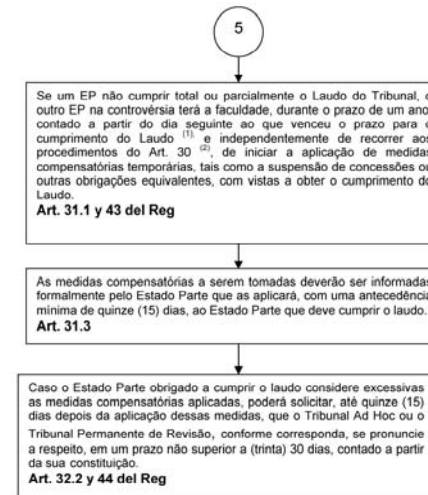 5
Se um EP não cumprir total ou parcialmente o Laudo do Tribunal, o
outro EP na controvérsia terá a faculdade, durante o prazo de um ano,
contado a partir do dia seguinte ao que venceu o prazo para o
cumprimento do Laudo (1), e independentemente de recorrer aos
procedimentos do Art. 30 (2), de iniciar a aplicação de medidas
compensatórias temporárias, tais como a suspensão de concessões ou
outras obrigações equivalentes, com vistas a obter o cumprimento do
Laudo.
Art. 31.1 y 43 del Reg
As medidas compensatórias a serem tomadas deverão ser informadas
formalmente pelo Estado Parte que as aplicará, com uma antecedência
mínima de quinze (15) dias, ao Estado Parte que deve cumprir o laudo.
Art. 31.3
Caso o Estado Parte obrigado a cumprir o laudo considere excessivas
as medidas compensatórias aplicadas, poderá solicitar, até quinze (15)
dias depois da aplicação dessas medidas, que o Tribunal Ad Hoc ou o
Tribunal Permanente de Revisão, conforme corresponda, se pronuncie
a respeito, em um prazo não superior a (trinta) 30 dias, contado a partir
da sua constituição.
Art. 32.2 y 44 del Reg